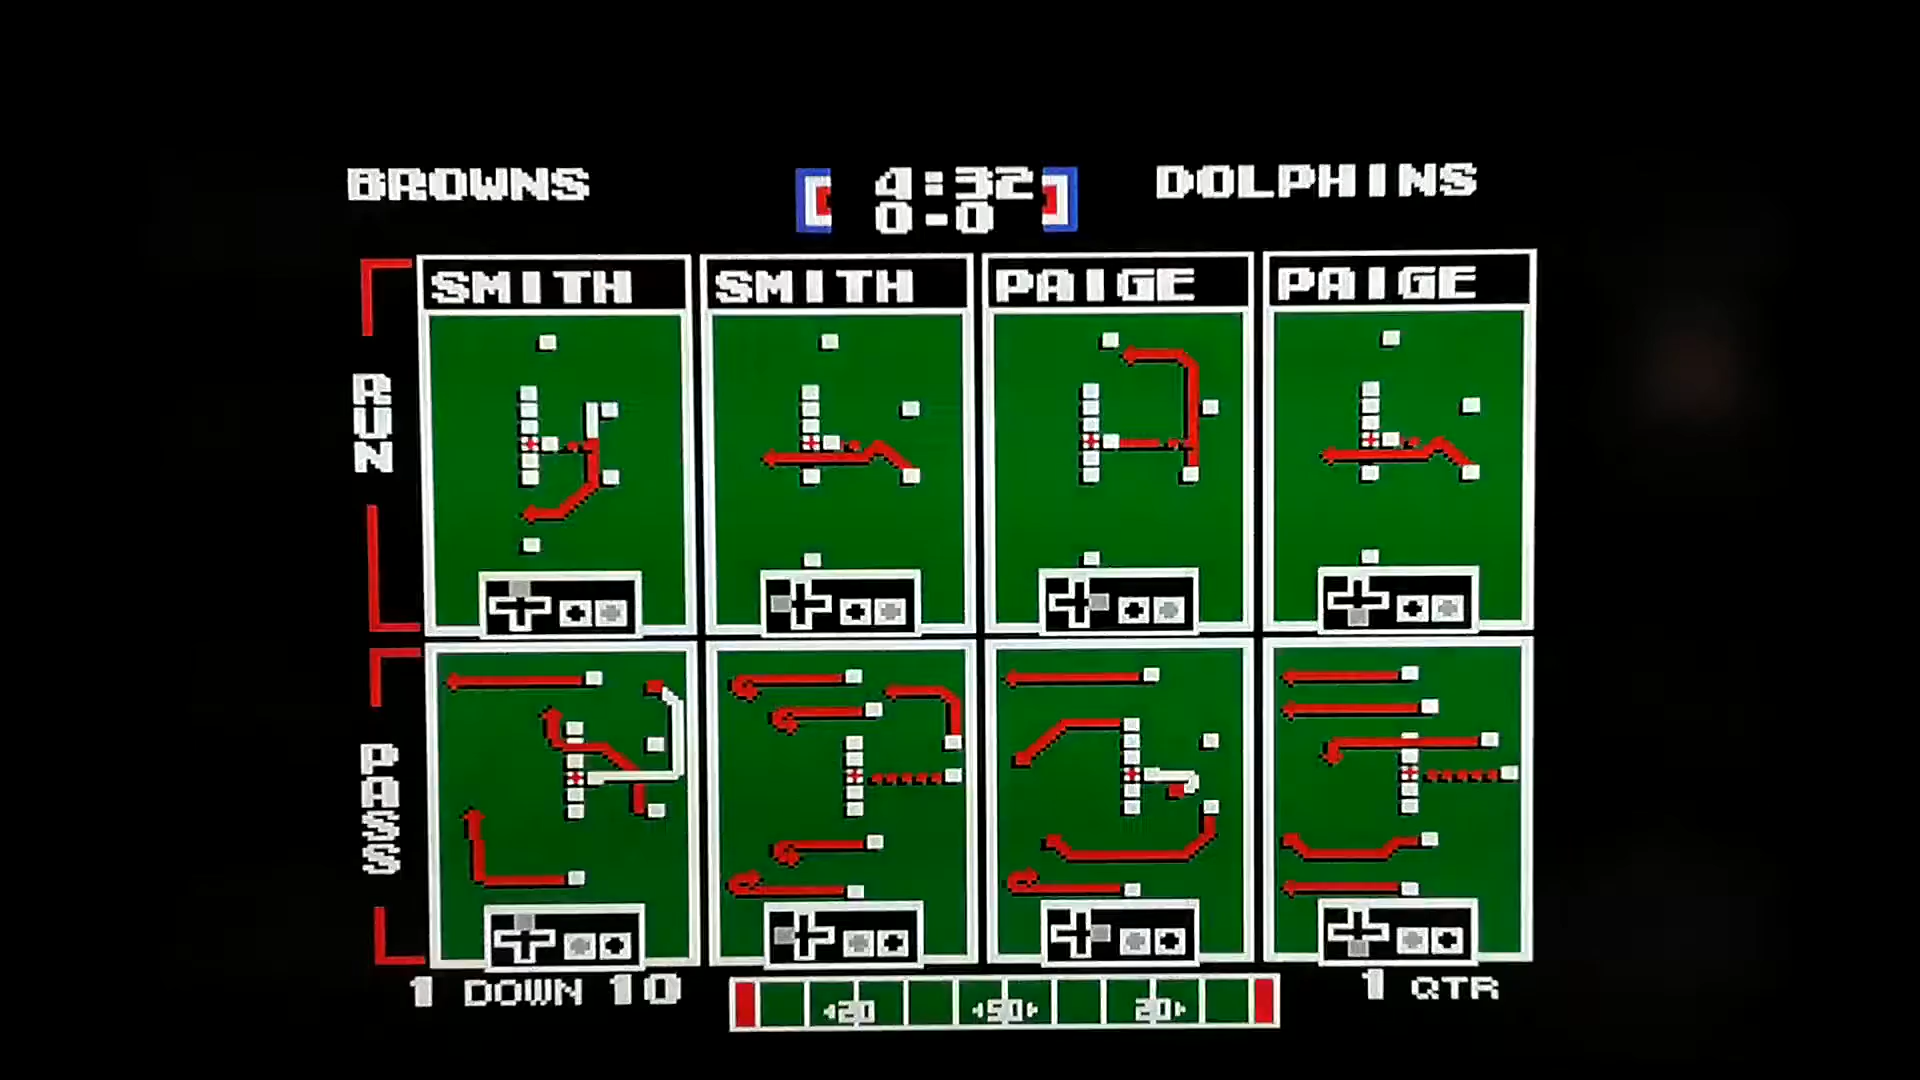 BROWNS
4:32
DOLPHINS
0-0
SMITH
SMITH
PAIGE
PAIGE
RUN
PASS
1 DOWN 10
20
50
20
1 QTR